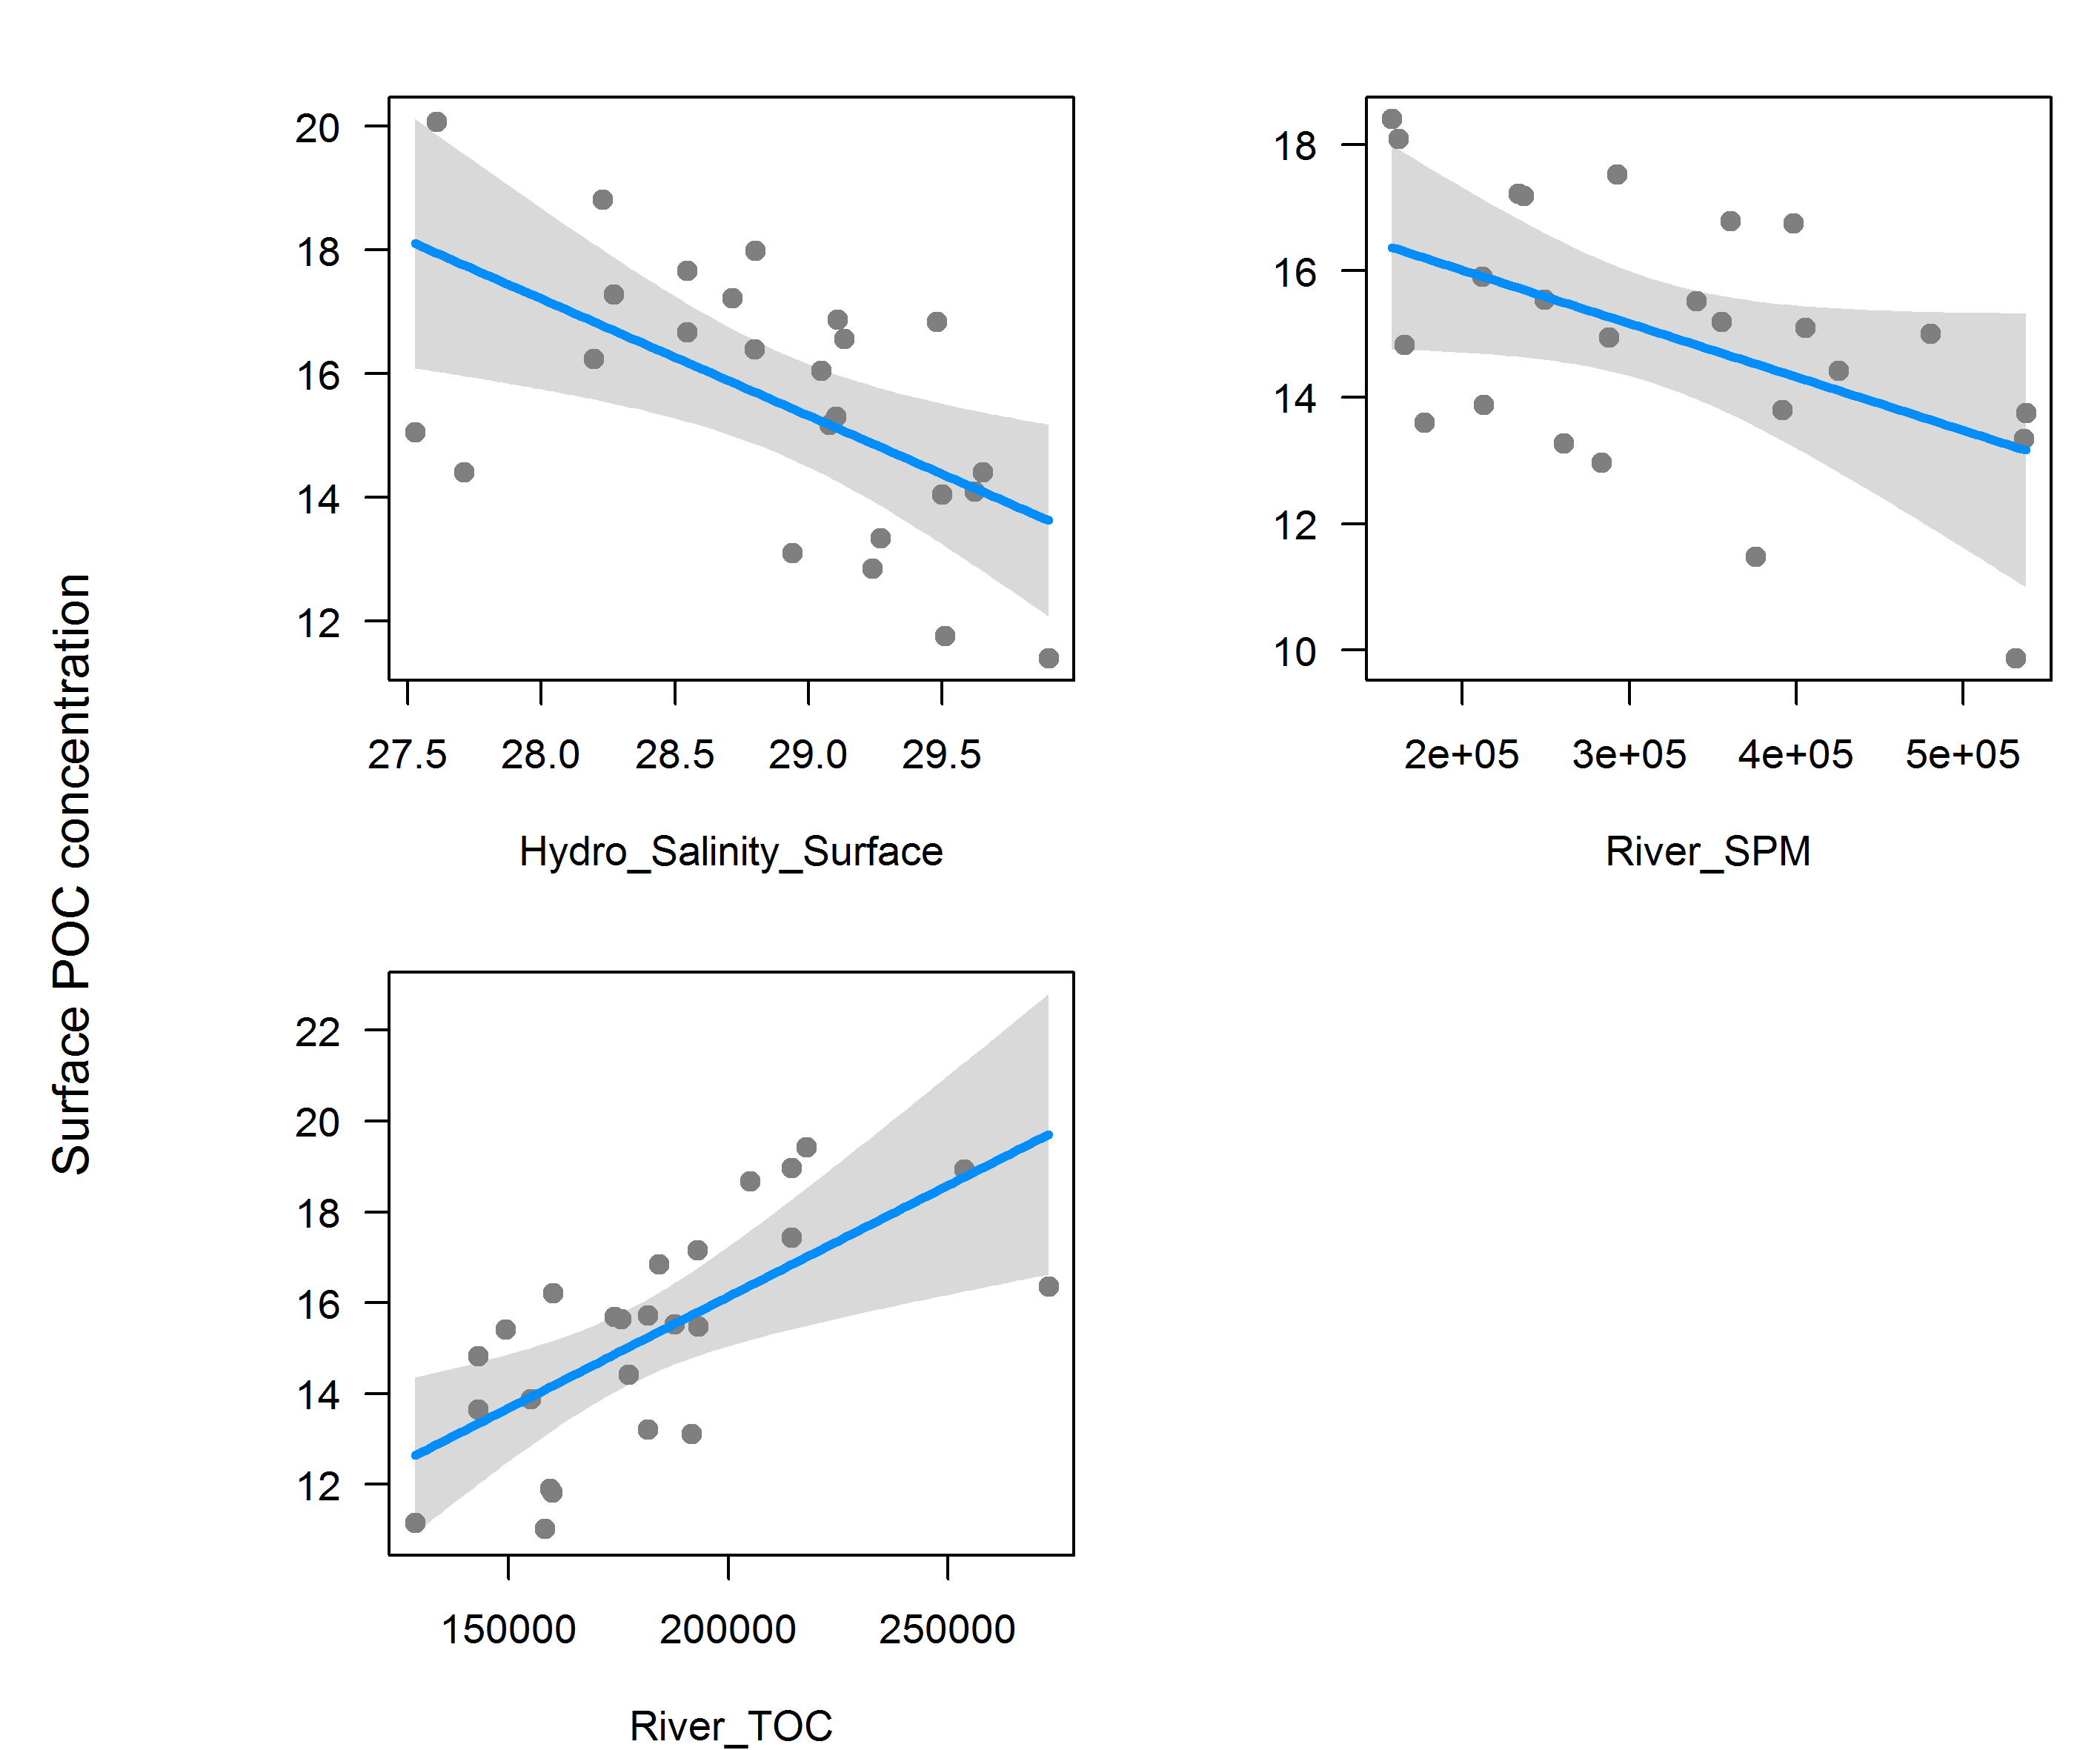 Surface POC concentration
20
18
16
14
12
27.5 28.0 28.5 29.0 29.5
Hydro_Salinity_Surface
18
16
14
12
10
2e+05 3e+05 4e+05 5e+05
River_SPM
22
20
18
16
14
12
150000 200000 250000
River_TOC